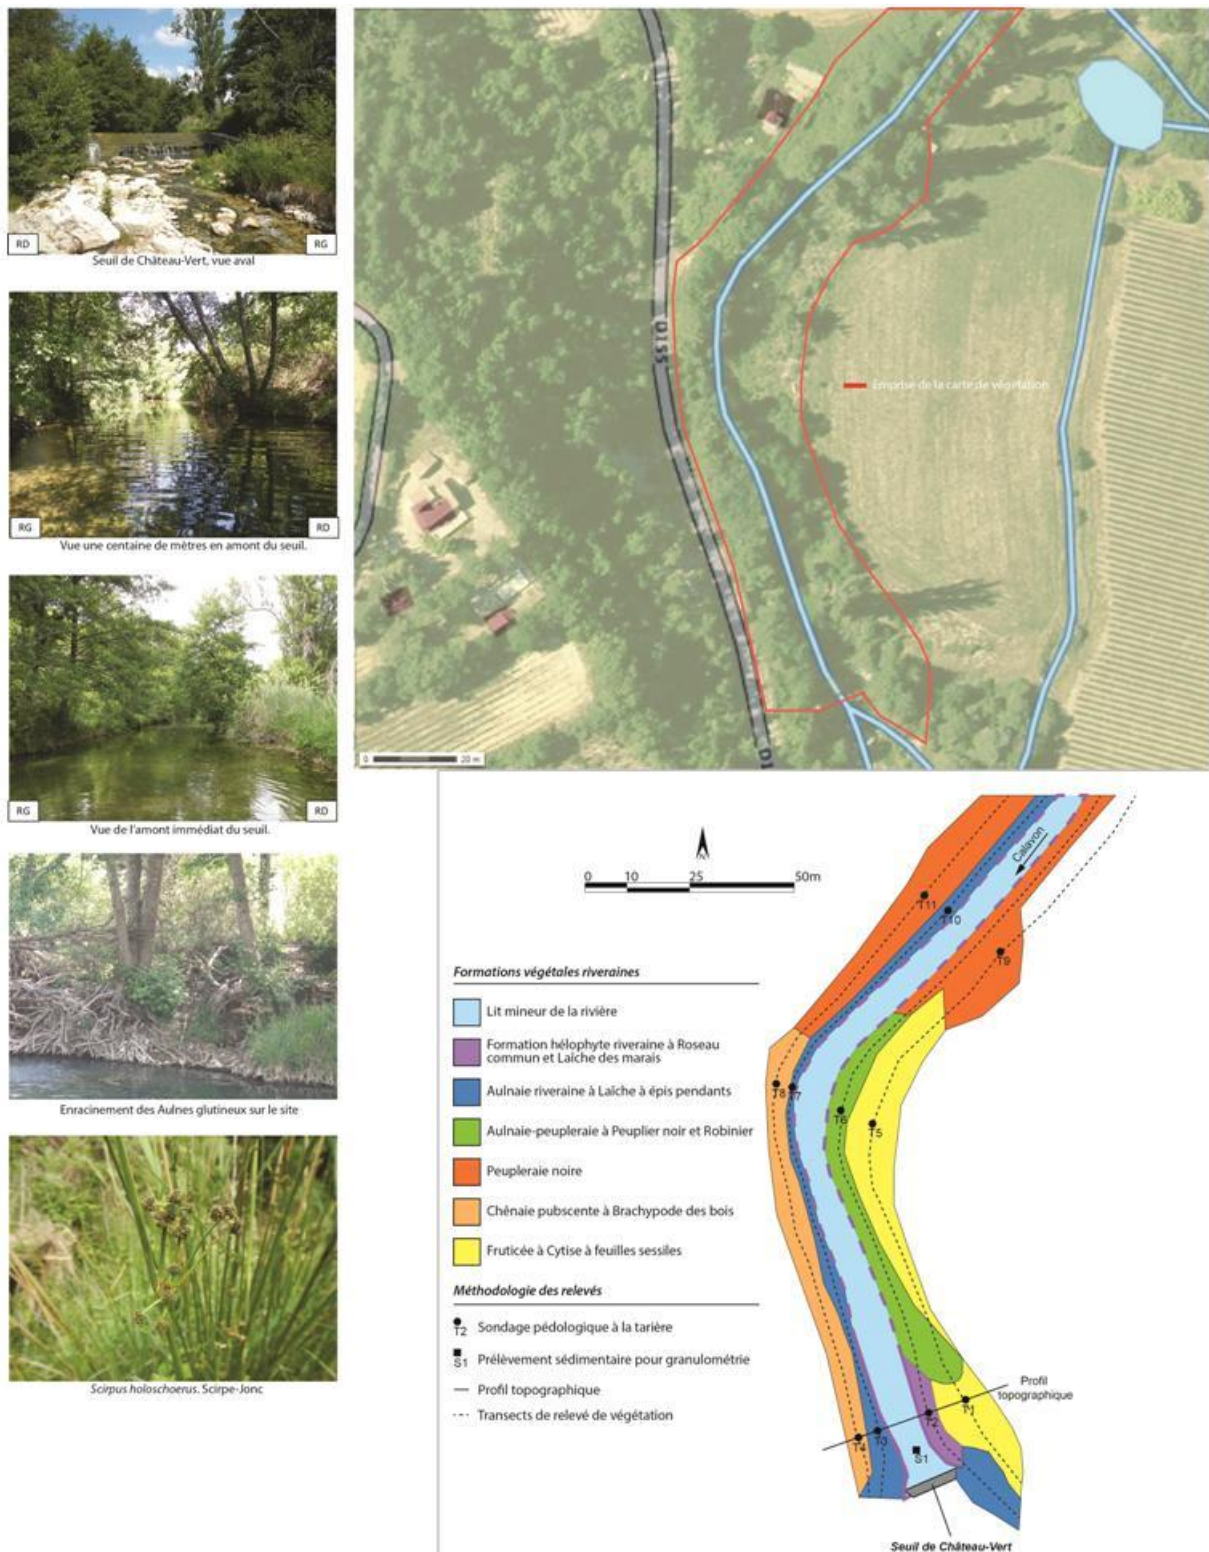 RD
RG
Seuil de Château-Vert, vue aval
RG
RD
Vue une centaine de mètres en amont du seuil.
RG
RD
Vue de l'amont immédiat du seuil.
Enracinement des Aulnes glutineux sur le site
Scirpus holoschoerus. Scirpe-Jonc
D155
Emprise de la carte de végétation
0 20 m
N
0 10 25 50m
Formations végétales riveraines
Lit mineur de la rivière
Formation hélophyte riveraine à Roseau
commun et Laîche des marais
Aulnaie riveraine à Laîche à épis pendants
Aulnaie-peupleraie à Peuplier noir et Robinier
Peupleraie noire
Chênaie pubscente à Brachypode des bois
Fruticée à Cytise à feuilles sessiles
Méthodologie des relevés
T2 Sondage pédologique à la tarière
S1 Prélèvement sédimentaire pour granulométrie
Profil topographique
Transects de relevé de végétation
Calavon
T11
T10
T9
T8
T7
T6
T5
Profil
topographique
T1
T2
T3
T4
S1
Seuil de Château-Vert